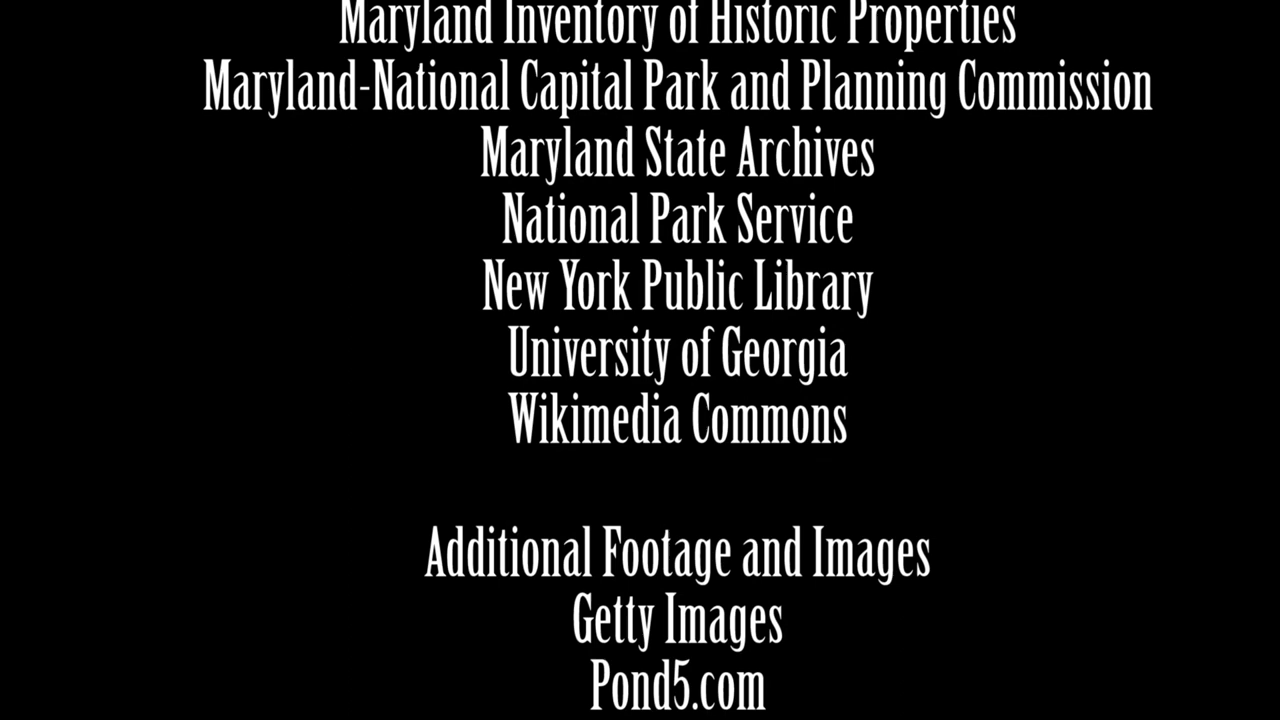 Maryland Inventory of Historic Properties
Maryland-National Capital Park and Planning Commission
Maryland State Archives
National Park Service
New York Public Library
University of Georgia
Wikimedia Commons
Additional Footage and Images
Getty Images
Pond5.com